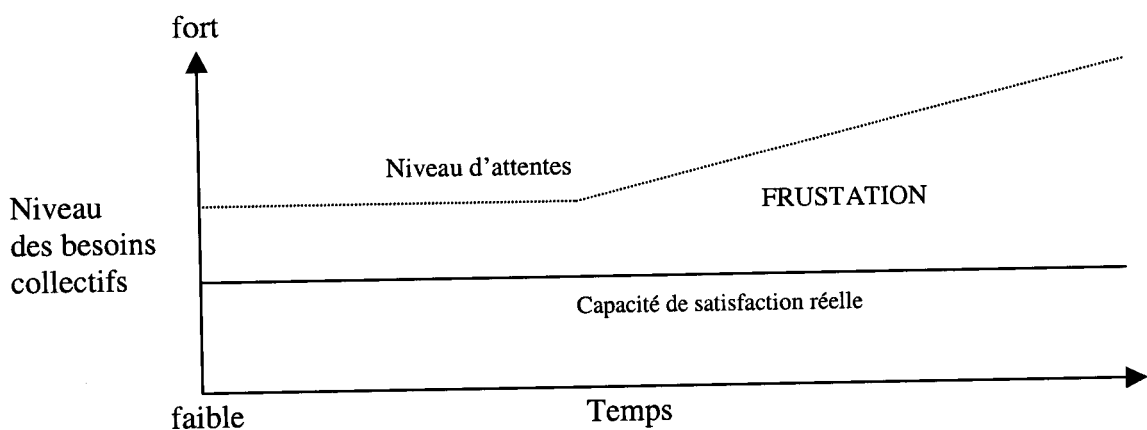 fort
Niveau d'attentes
FRUSTATION
Niveau
des besoins
collectifs
Capacité de satisfaction réelle
faible
Temps